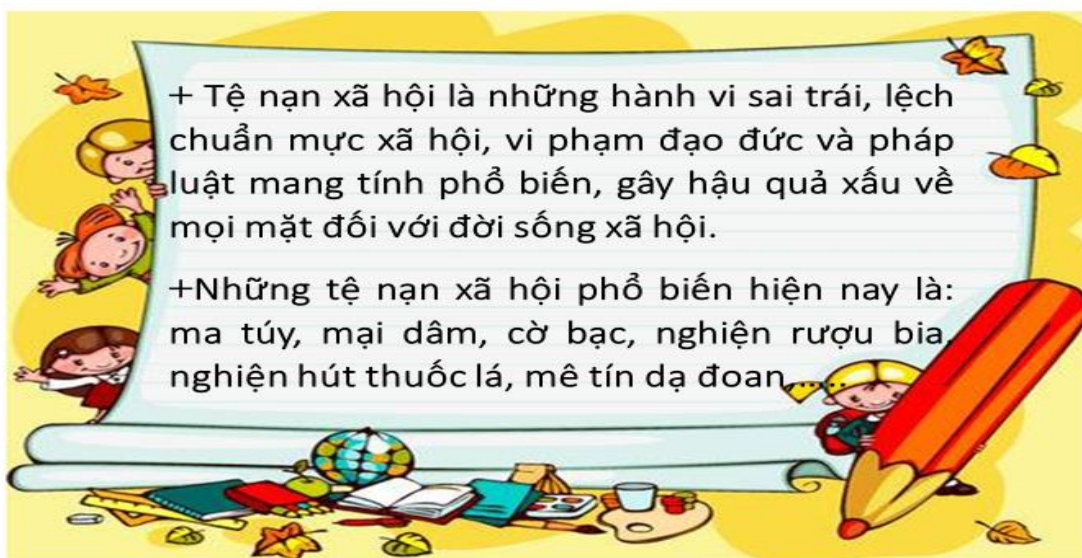 + Tệ nạn xã hội là những hành vi sai trái, lệch
chuẩn mực xã hội, vi phạm đạo đức và pháp
luật mang tính phổ biến, gây hậu quả xấu về
mọi mặt đối với đời sống xã hội.
+Những tệ nạn xã hội phổ biến hiện nay là:
ma túy, mại dâm, cờ bạc, nghiện rượu bia,
nghiện hút thuốc lá, mê tín dạ đoan,.....